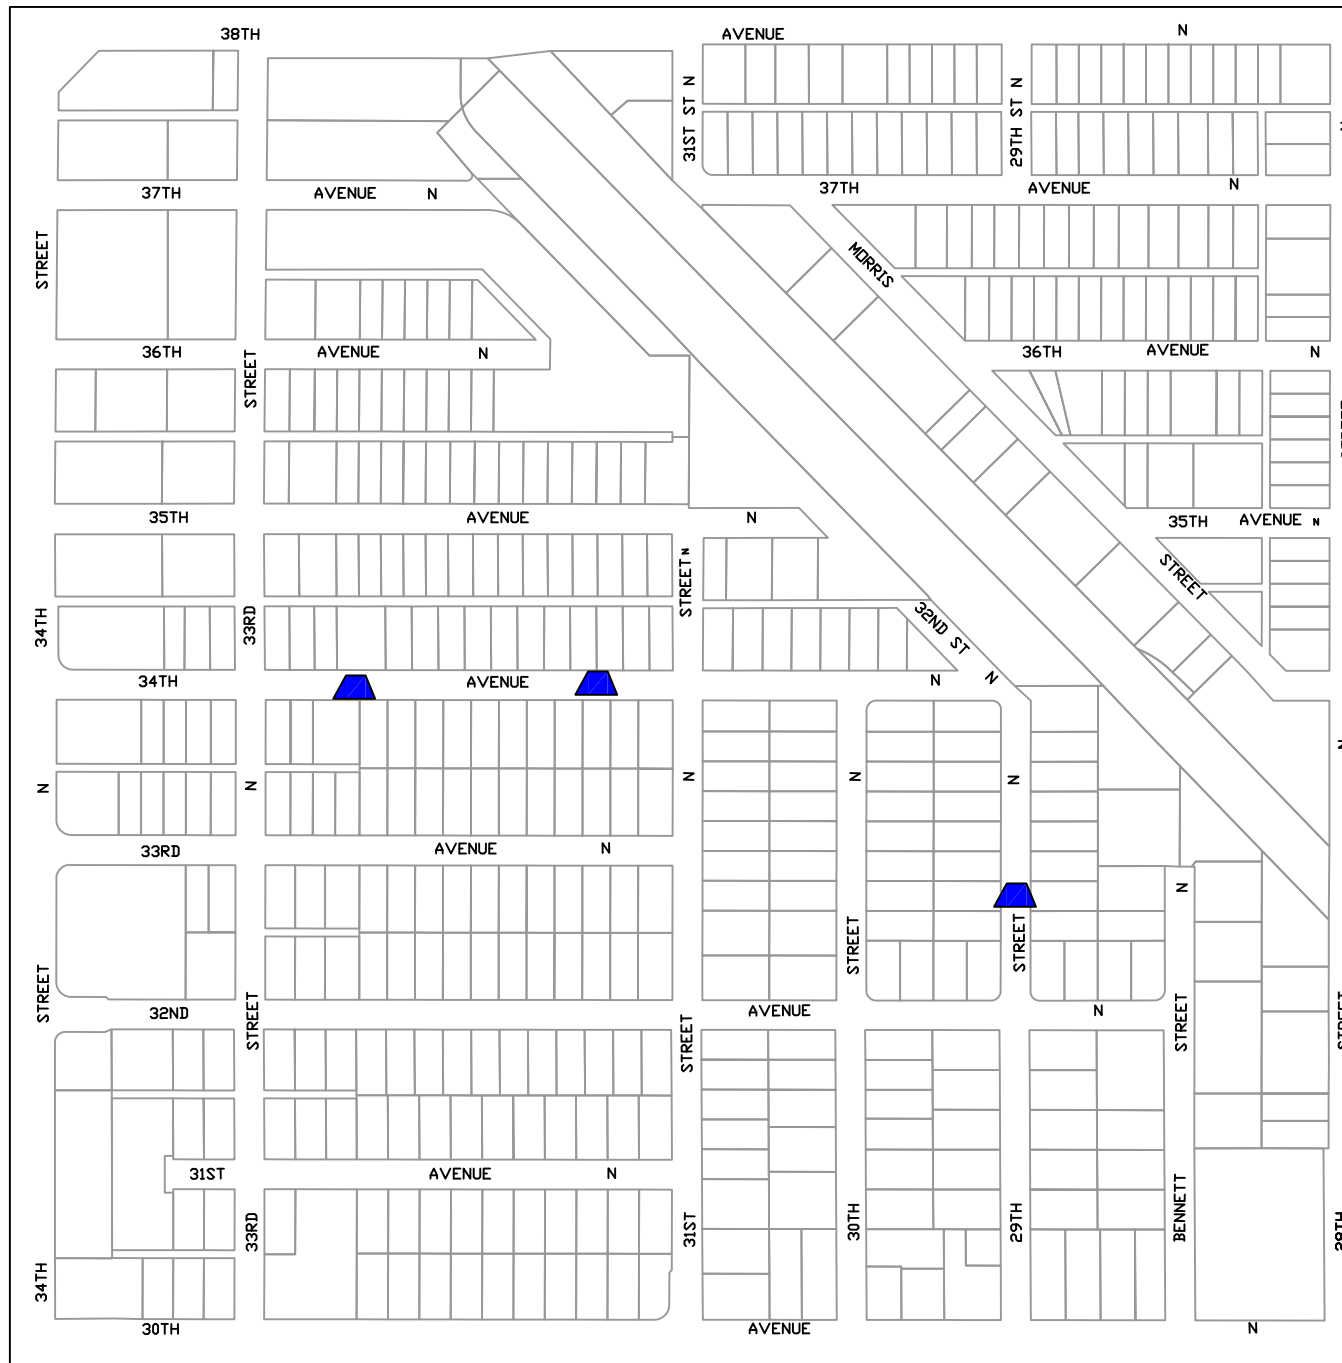 38TH AVENUE N
31ST ST N
29TH ST N
37TH AVENUE N
37TH AVENUE N
STREET
MORRIS
36TH AVENUE N
36TH AVENUE N
STREET
35TH AVENUE N
35TH AVENUE N
34TH
33RD
STREET N
32ND ST N
STREET
34TH AVENUE N
N
N
N
N
N
33RD AVENUE N
N
STREET
STREET
STREET
STREET
STREET
STREET
32ND AVENUE N
31ST AVENUE N
34TH
33RD
31ST
30TH
29TH
BENNETT
28TH
30TH AVENUE N